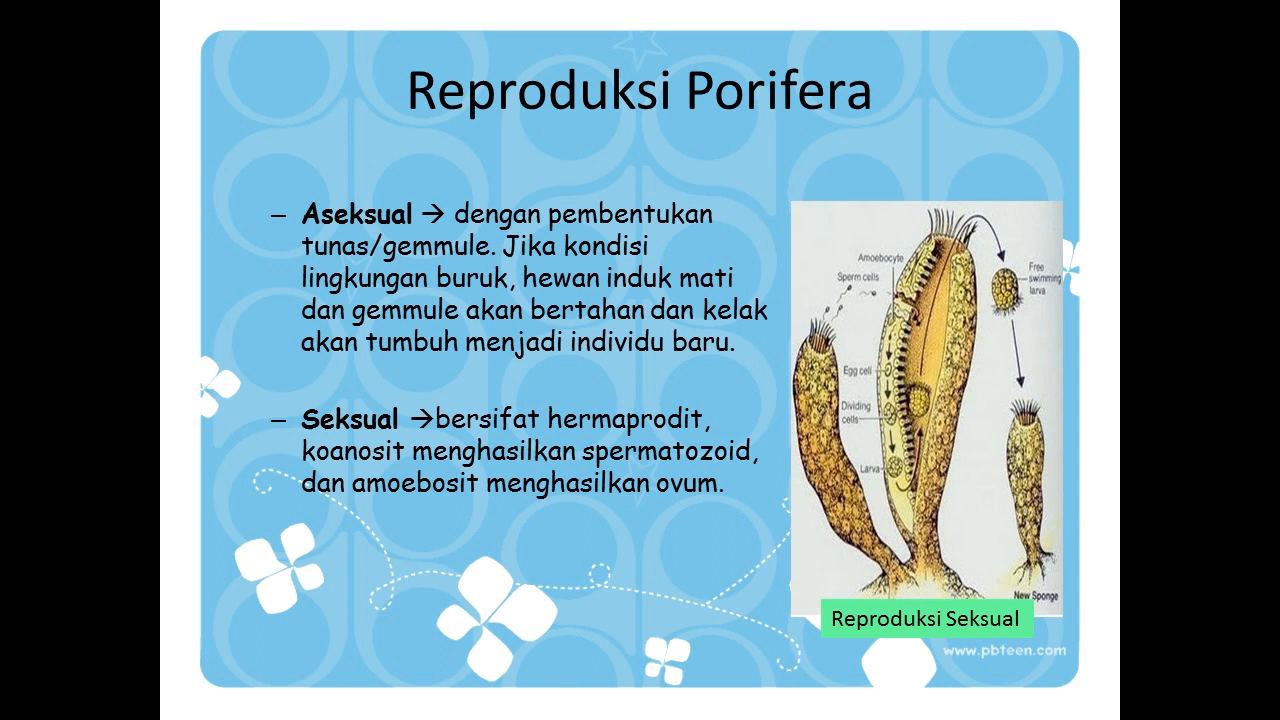 Reproduksi Porifera
– Aseksual → dengan pembentukan
tunas/gemmule. Jika kondisi
lingkungan buruk, hewan induk mati
dan gemmule akan bertahan dan kelak
akan tumbuh menjadi individu baru.
– Seksual →bersifat hermaprodit,
koanosit menghasilkan spermatozoid,
dan amoebosit menghasilkan ovum.
Amoebocyte
Sperm cells
Free
swimming
larva
Egg cell
Dividing
cells
Larva
New Sponge
Reproduksi Seksual
www.pbteen.com